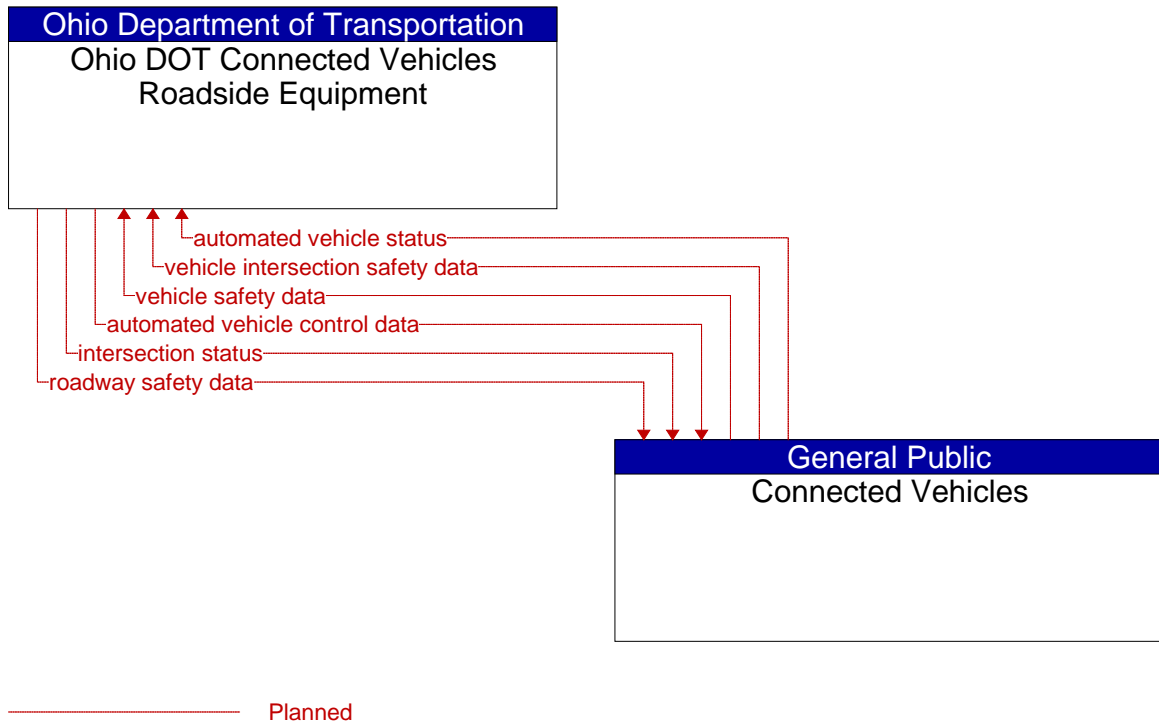 Ohio Department of Transportation
Ohio DOT Connected Vehicles
Roadside Equipment
automated vehicle status
vehicle intersection safety data
vehicle safety data
automated vehicle control data
intersection status
roadway safety data
General Public
Connected Vehicles
Planned